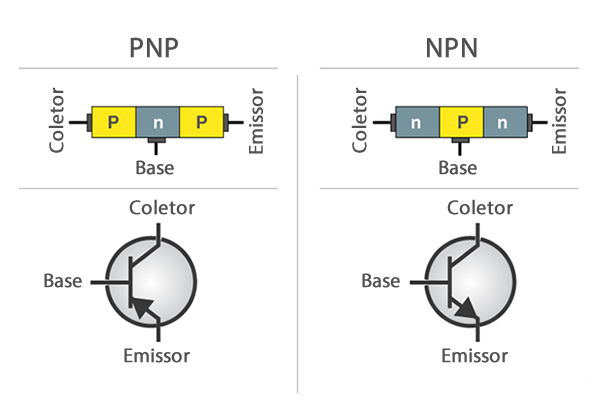 PNP
Coletor
P
n
P
Emissor
Base
Coletor
Base
Emissor
NPN
Coletor
n
P
n
Emissor
Base
Coletor
Base
Emissor